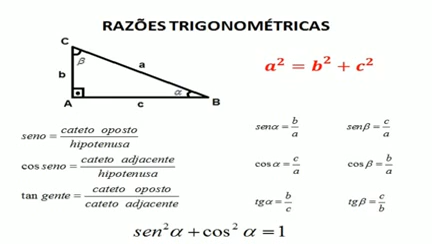 RAZÕES TRIGONOMÉTRICAS
C
β
a
b
α
A
c
B
a² = b² + c²
seno = cateto oposto / hipotenusa
cos seno = cateto adjacente / hipotenusa
tan gente = cateto oposto / cateto adjacente
senα = b/a
senβ = c/a
cosα = c/a
cosβ = b/a
tgα = b/c
tgβ = c/b
sen²α + cos²α = 1